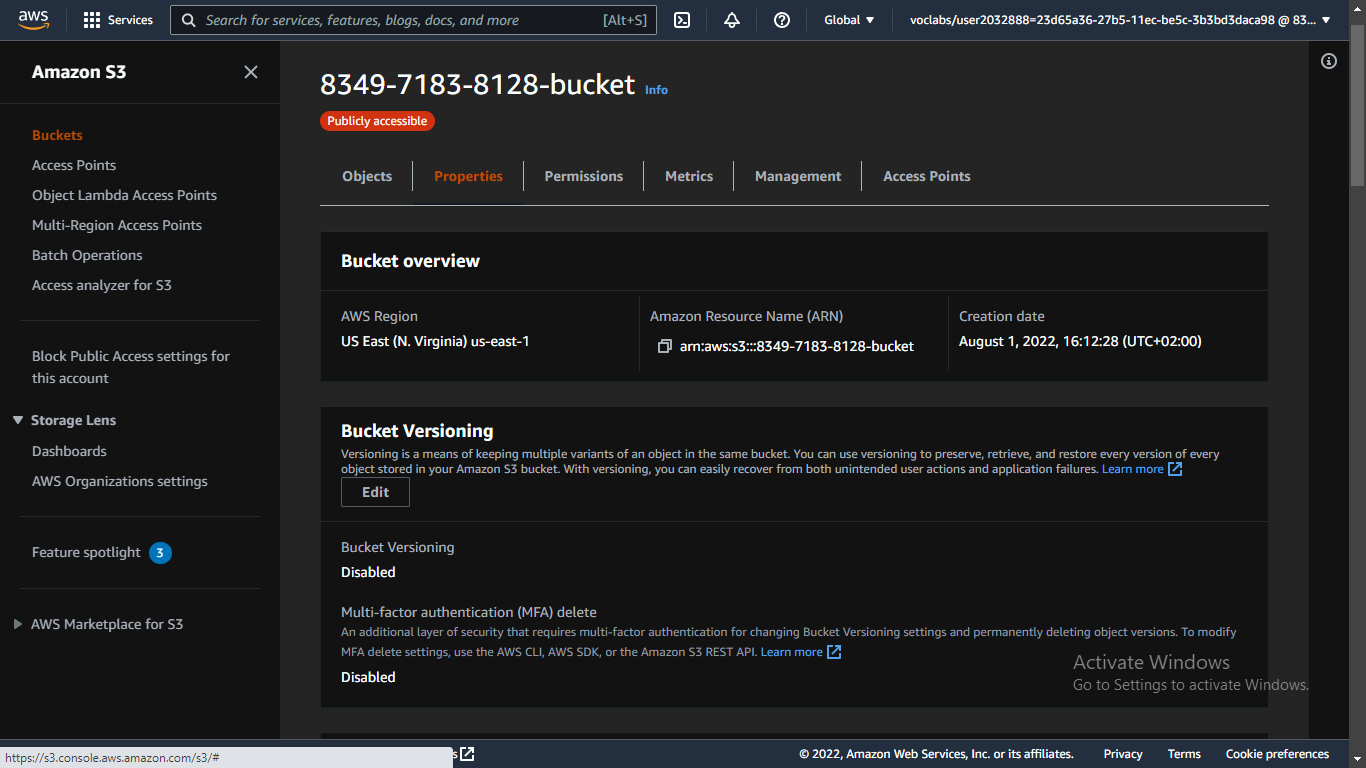 aws
Services
Search for services, features, blogs, docs, and more [Alt+S]
Global ▼
voclabs/user2032888=23d65a36-27b5-11ec-be5c-3b3bd3daca98 @ 83... ▼
Amazon S3
Buckets
Access Points
Object Lambda Access Points
Multi-Region Access Points
Batch Operations
Access analyzer for S3
Block Public Access settings for
this account
Storage Lens
Dashboards
AWS Organizations settings
Feature spotlight 3
AWS Marketplace for S3
8349-7183-8128-bucket Info
Publicly accessible
Objects Properties Permissions Metrics Management Access Points
Bucket overview
AWS Region
US East (N. Virginia) us-east-1
Amazon Resource Name (ARN)
arn:aws:s3:::8349-7183-8128-bucket
Creation date
August 1, 2022, 16:12:28 (UTC+02:00)
Bucket Versioning
Versioning is a means of keeping multiple variants of an object in the same bucket. You can use versioning to preserve, retrieve, and restore every version of every
object stored in your Amazon S3 bucket. With versioning, you can easily recover from both unintended user actions and application failures. Learn more
Edit
Bucket Versioning
Disabled
Multi-factor authentication (MFA) delete
An additional layer of security that requires multi-factor authentication for changing Bucket Versioning settings and permanently deleting object versions. To modify
MFA delete settings, use the AWS CLI, AWS SDK, or the Amazon S3 REST API. Learn more
Disabled
Activate Windows
Go to Settings to activate Windows.
https://s3.console.aws.amazon.com/s3/#
© 2022, Amazon Web Services, Inc. or its affiliates. Privacy Terms Cookie preferences